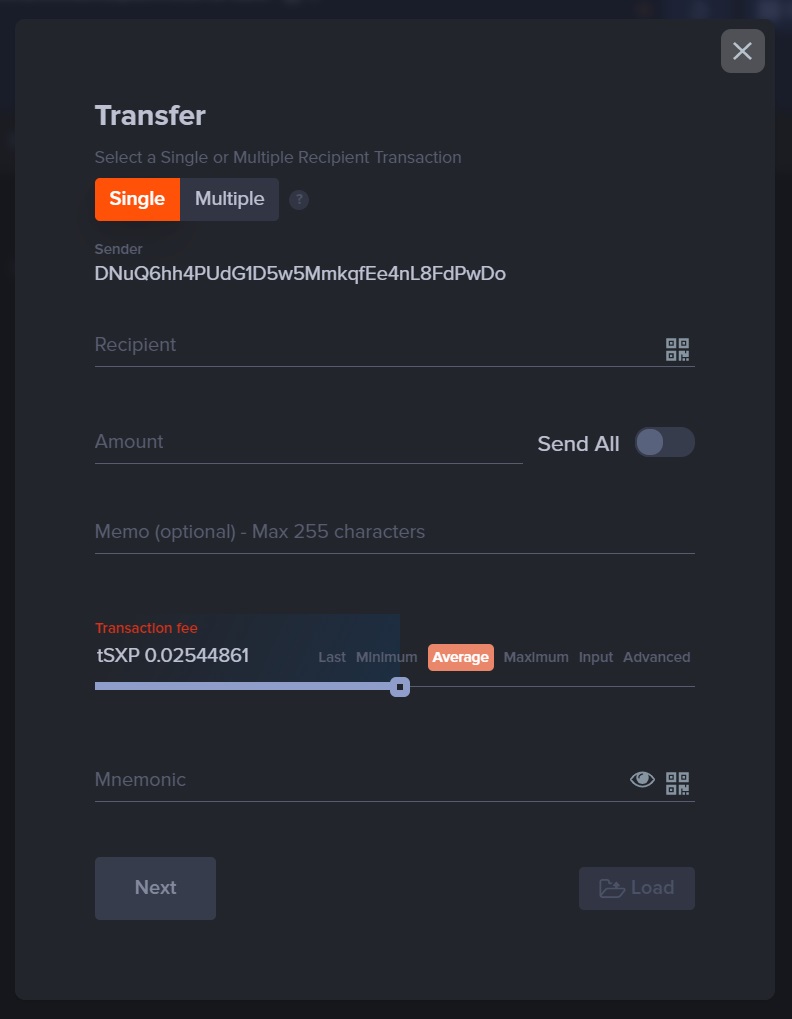 Transfer
Select a Single or Multiple Recipient Transaction
Single Multiple ?
Sender
DNuQ6hh4PUdG1D5w5MmkqfEe4nL8FdPwDo
Recipient
Amount Send All
Memo (optional) - Max 255 characters
Transaction fee
tSXP 0.02544861 Last Minimum Average Maximum Input Advanced
Mnemonic
Next Load